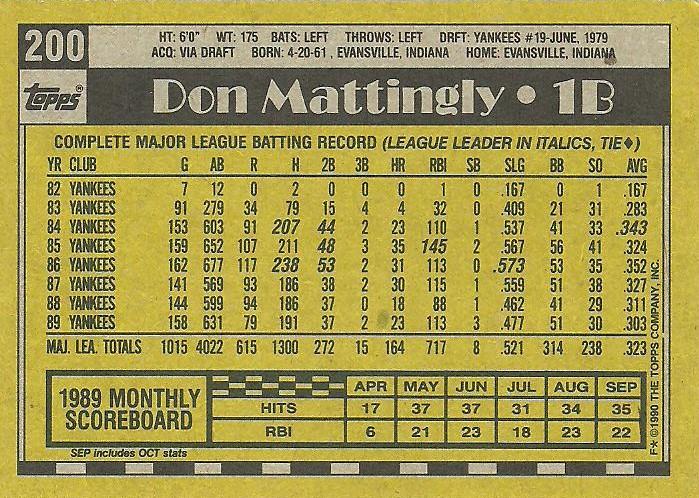 200
HT: 6'0" WT: 175 BATS: LEFT THROWS: LEFT DRFT: YANKEES #19-JUNE, 1979
ACQ: VIA DRAFT BORN: 4-20-61 , EVANSVILLE, INDIANA HOME: EVANSVILLE, INDIANA
TOPPS®
Don Mattingly • 1B
COMPLETE MAJOR LEAGUE BATTING RECORD (LEAGUE LEADER IN ITALICS, TIE♦)
YR CLUB G AB R H 2B 3B HR RBI SB SLG BB SO AVG
82 YANKEES 7 12 0 2 0 0 0 0 0 .167 0 1 .167
83 YANKEES 91 279 34 79 15 4 4 32 0 .409 21 31 .283
84 YANKEES 153 603 91 207 44 2 23 110 1 .537 41 33 .343
85 YANKEES 159 652 107 211 48 3 35 145 2 .567 56 41 .324
86 YANKEES 162 677 117 238 53 2 31 113 0 .573 53 35 .352
87 YANKEES 141 569 93 186 38 2 30 115 1 .559 51 38 .327
88 YANKEES 144 599 94 186 37 0 18 88 1 .462 41 29 .311
89 YANKEES 158 631 79 191 37 2 23 113 3 .477 51 30 .303
MAJ. LEA. TOTALS 1015 4022 615 1300 272 15 164 717 8 .521 314 238 .323
1989 MONTHLY SCOREBOARD
APR MAY JUN JUL AUG SEP
HITS 17 37 37 31 34 35
RBI 6 21 23 18 23 22
SEP includes OCT stats
F★ ©1990 THE TOPPS COMPANY, INC.